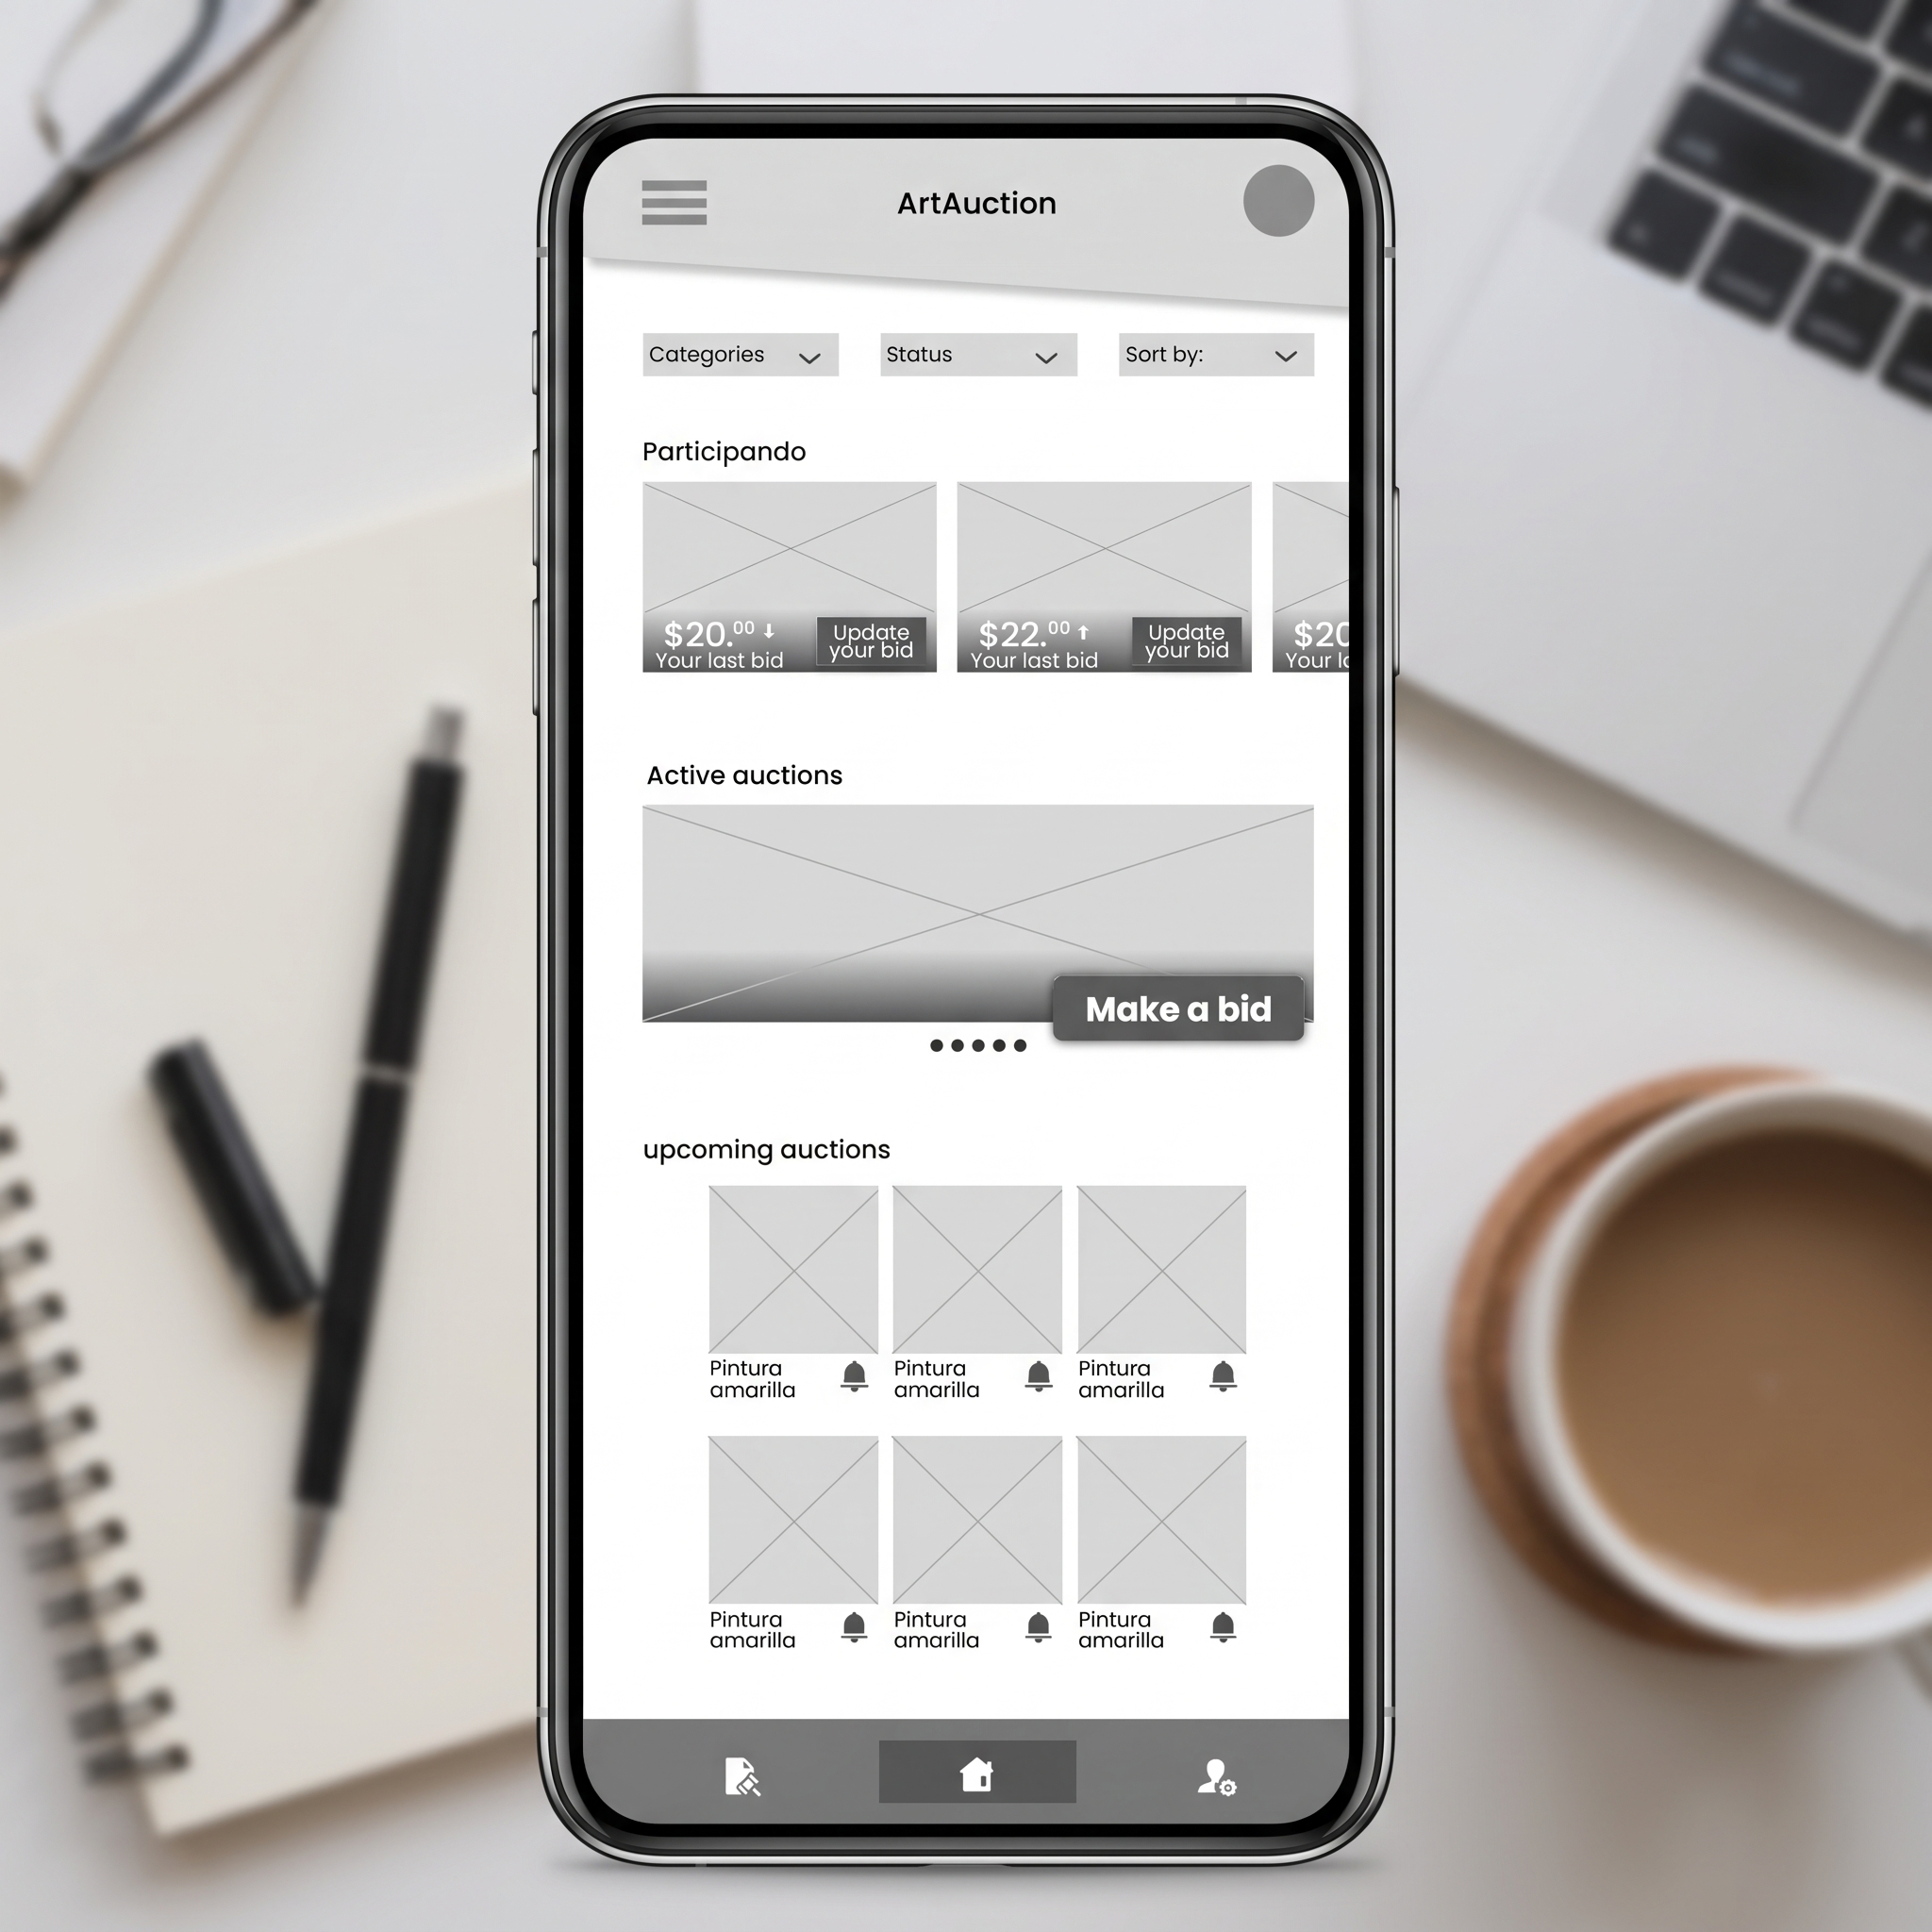 ArtAuction
Categories
Status
Sort by:
Participando
$20.00
Your last bid
Update
your bid
$22.00
Your last bid
Update
your bid
$20
Your l
Active auctions
Make a bid
upcoming auctions
Pintura
amarilla
Pintura
amarilla
Pintura
amarilla
Pintura
amarilla
Pintura
amarilla
Pintura
amarilla